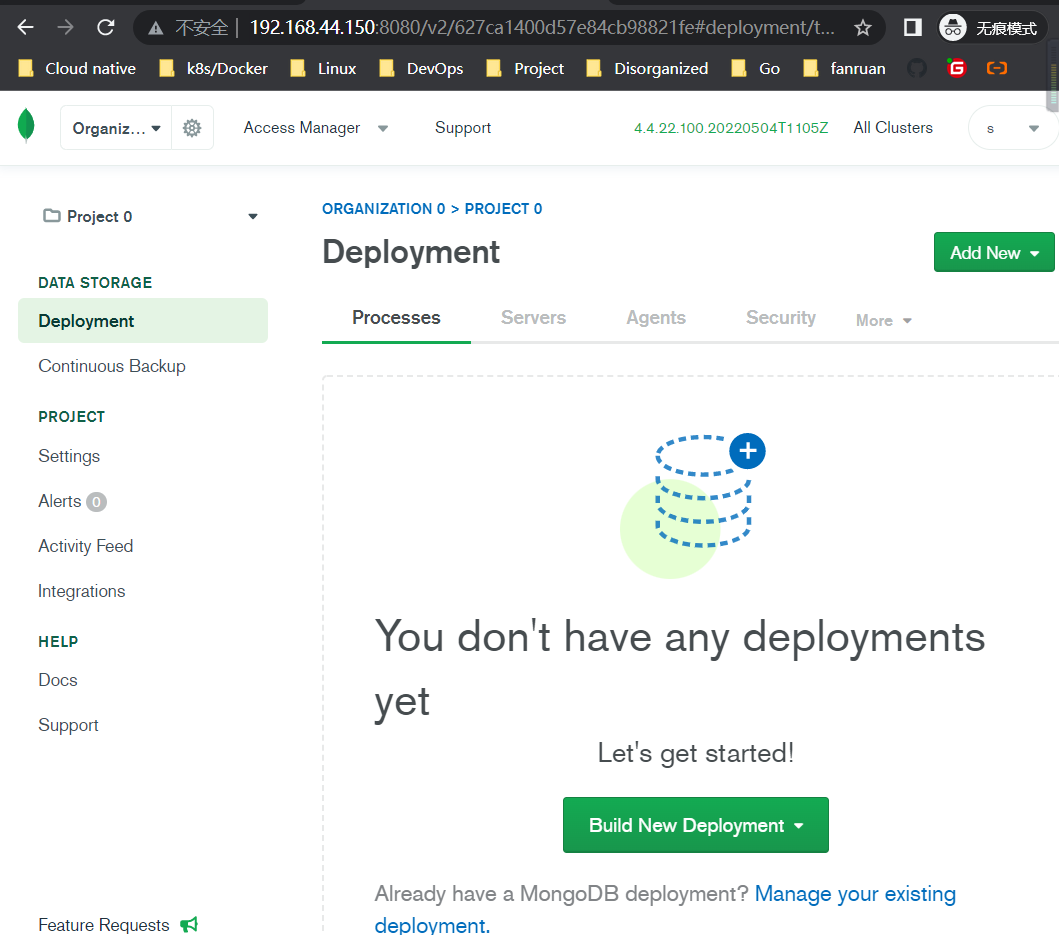 不安全 192.168.44.150:8080/v2/627ca1400d57e84cb98821fe#deployment/t... 无痕模式
Cloud native k8s/Docker Linux DevOps Project Disorganized Go fanruan
Organiz... Access Manager Support 4.4.22.100.20220504T1105Z All Clusters s
Project 0
DATA STORAGE
Deployment
Continuous Backup
PROJECT
Settings
Alerts 0
Activity Feed
Integrations
HELP
Docs
Support
Feature Requests
ORGANIZATION 0 > PROJECT 0
Deployment
Add New
Processes Servers Agents Security More
You don't have any deployments
yet
Let's get started!
Build New Deployment
Already have a MongoDB deployment? Manage your existing
deployment.